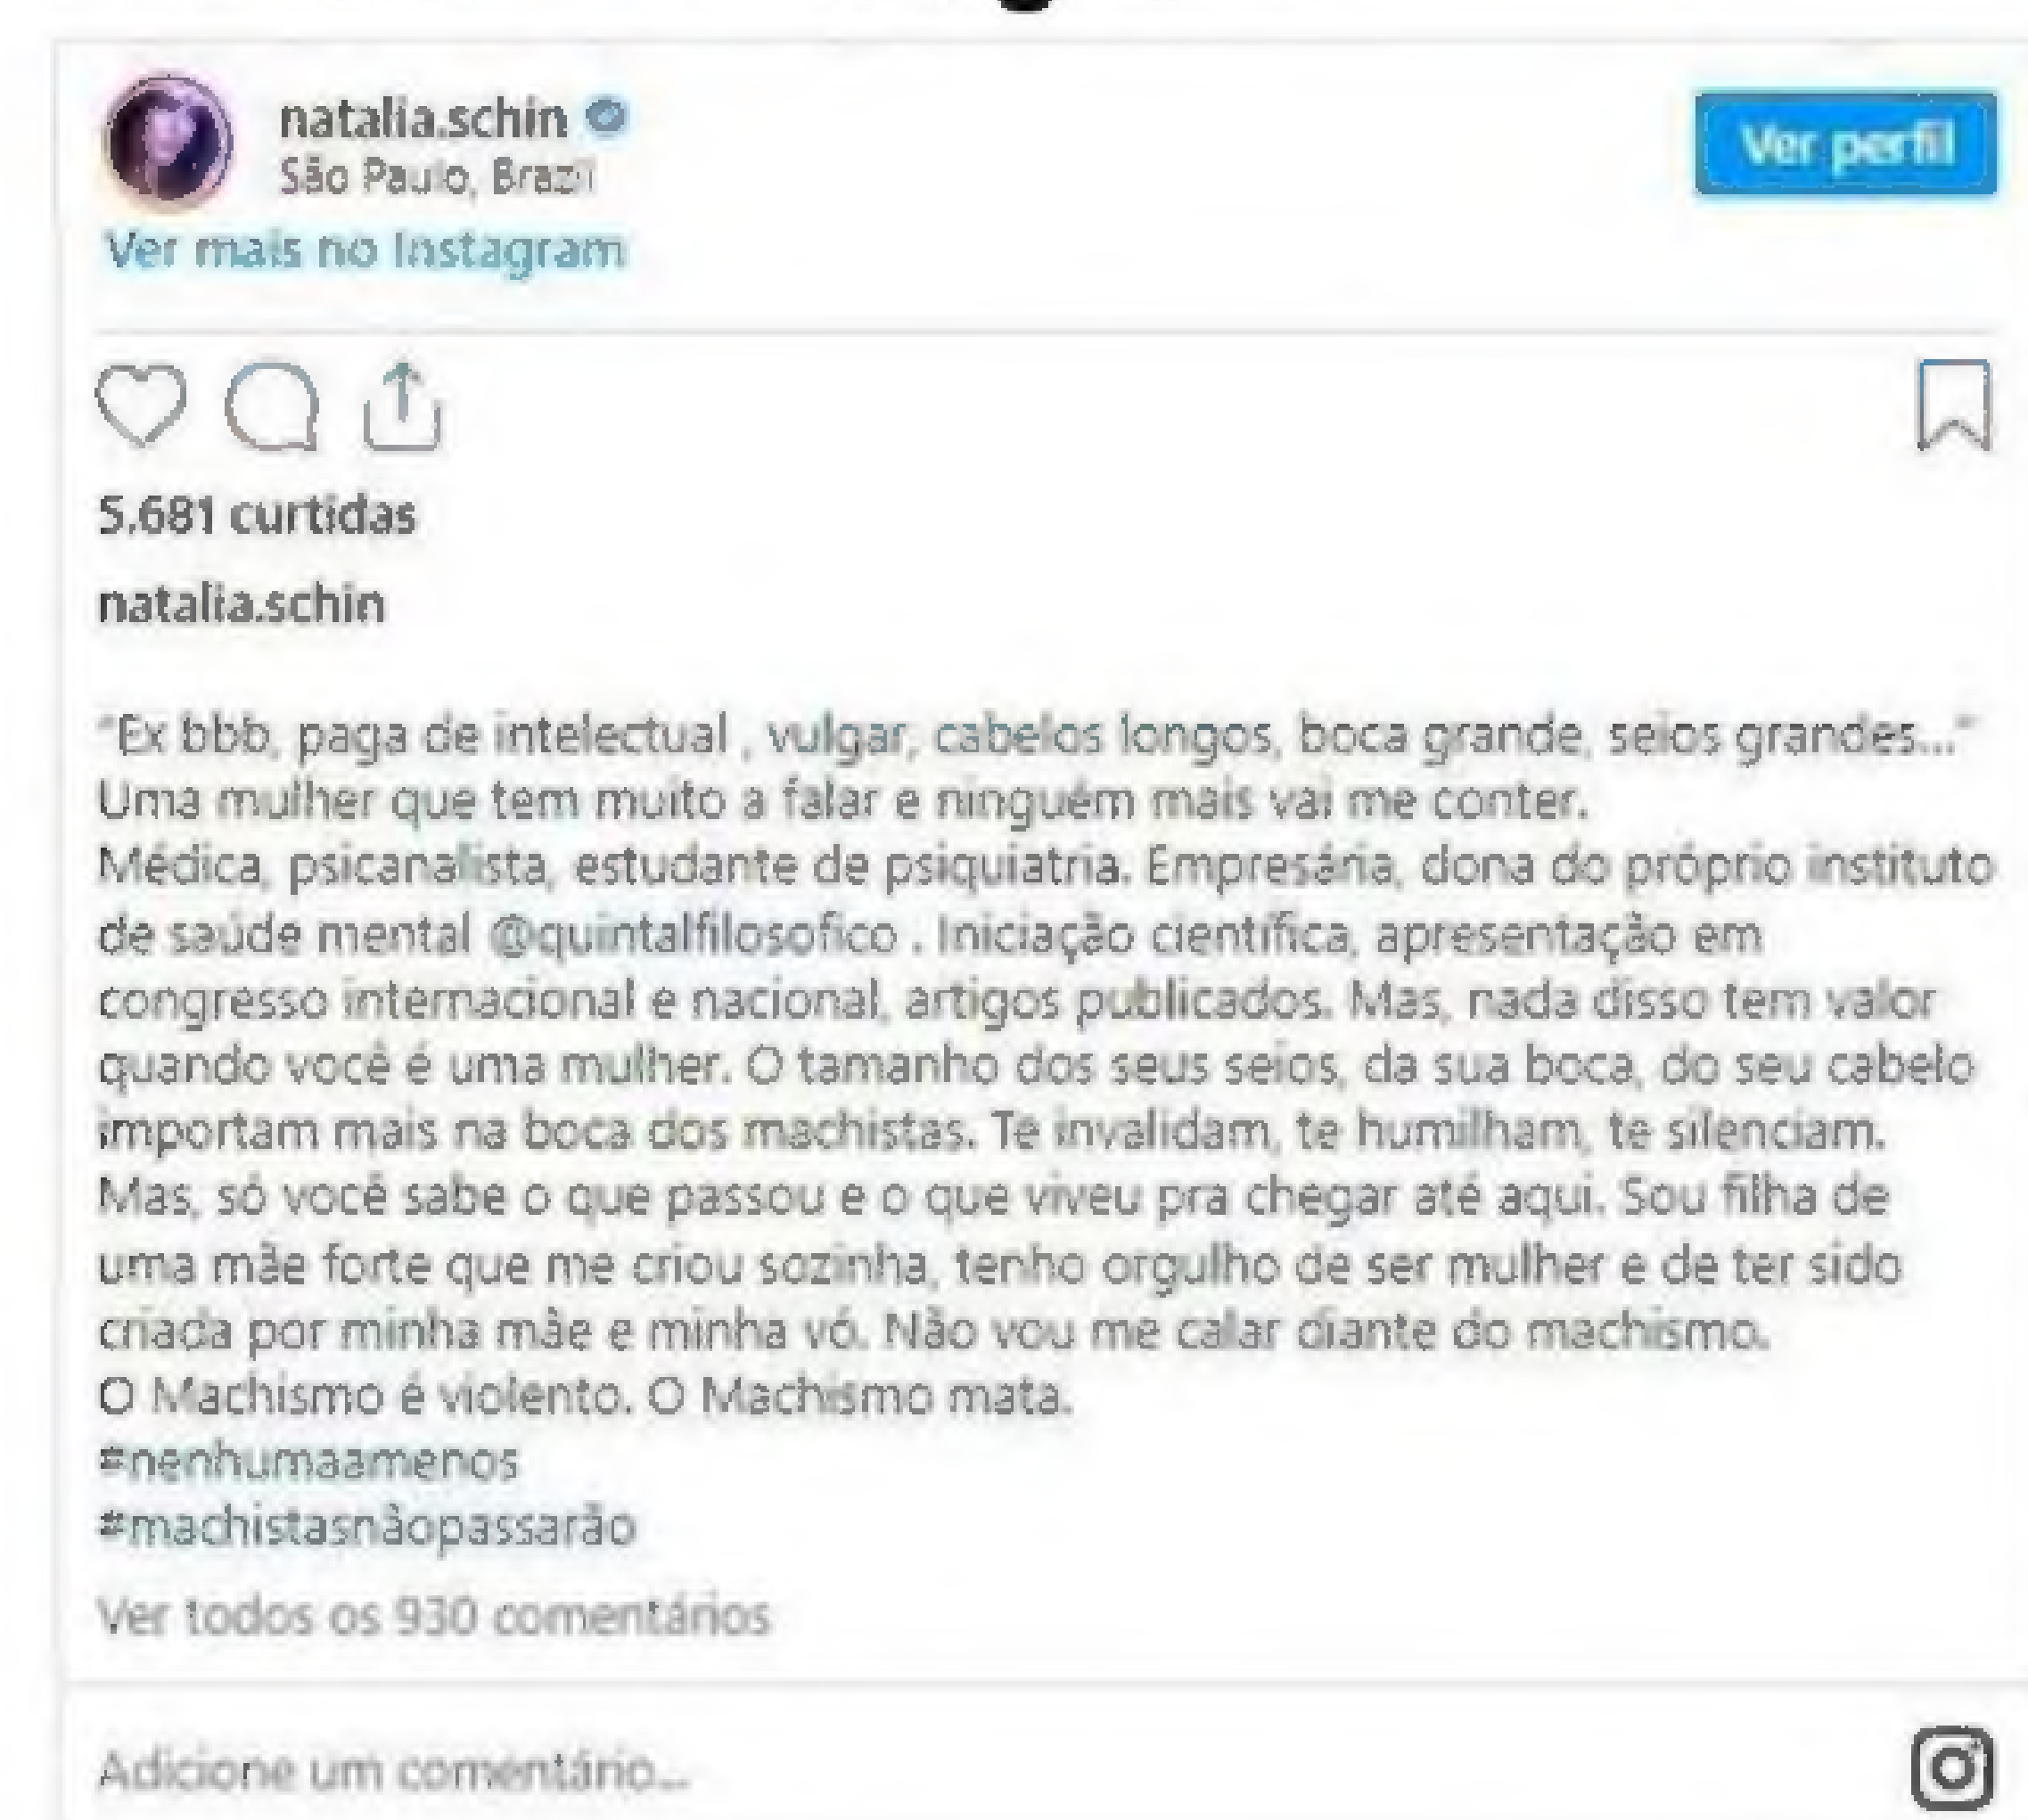 natalia.schin
São Paulo, Brazil
Ver perfil
Ver mais no Instagram
5.681 curtidas
natalia.schin
"Ex bbb, paga de intelectual , vulgar, cabelos longos, boca grande, seios grandes..."
Uma mulher que tem muito a falar e ninguém mais vai me conter.
Médica, psicanalista, estudante de psiquiatria. Empresária, dona do próprio instituto
de saúde mental @quintalfilosofico . Iniciação científica, apresentação em
congresso internacional e nacional, artigos publicados. Mas, nada disso tem valor
quando você é uma mulher. O tamanho dos seus seios, da sua boca, do seu cabelo
importam mais na boca dos machistas. Te invalidam, te humilham, te silenciam.
Mas, só você sabe o que passou e o que viveu pra chegar até aqui. Sou filha de
uma mãe forte que me criou sozinha, tenho orgulho de ser mulher e de ter sido
criada por minha mãe e minha vó. Não vou me calar diante do machismo.
O Machismo é violento. O Machismo mata.
#nenhumaamenos
#machistasnãopassarão
Ver todos os 930 comentários
Adicione um comentário...